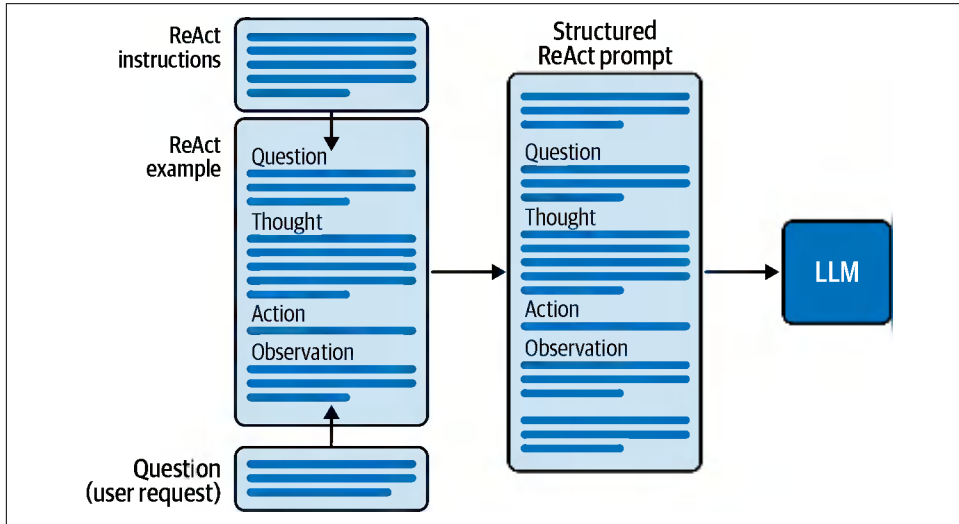 ReAct
instructions
ReAct
example
Question
Thought
Action
Observation
Question
(user request)
Structured
ReAct prompt
Question
Thought
Action
Observation
LLM